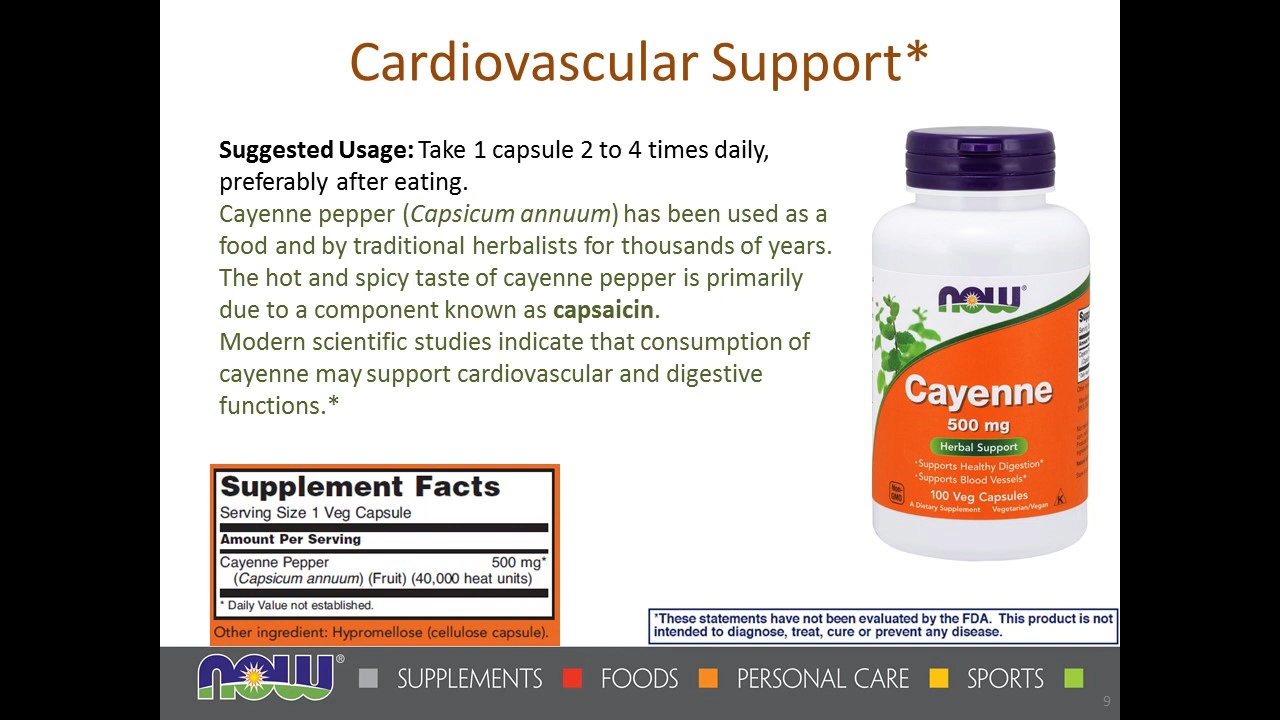 Cardiovascular Support*
Suggested Usage: Take 1 capsule 2 to 4 times daily,
preferably after eating.
Cayenne pepper (Capsicum annuum) has been used as a
food and by traditional herbalists for thousands of years.
The hot and spicy taste of cayenne pepper is primarily
due to a component known as capsaicin.
Modern scientific studies indicate that consumption of
cayenne may support cardiovascular and digestive
functions.*
now®
Cayenne
500 mg
Herbal Support
•Supports Healthy Digestion*
•Supports Blood Vessels*
Non-
GMO
100 Veg Capsules
K
A Dietary Supplement Vegetarian/Vegan
Supplement Facts
Serving Size 1 Veg Capsule
Amount Per Serving
Cayenne Pepper 500 mg*
(Capsicum annuum) (Fruit) (40,000 heat units)
* Daily Value not established.
Other ingredient: Hypromellose (cellulose capsule).
*These statements have not been evaluated by the FDA. This product is not
intended to diagnose, treat, cure or prevent any disease.
now® SUPPLEMENTS FOODS PERSONAL CARE SPORTS
9